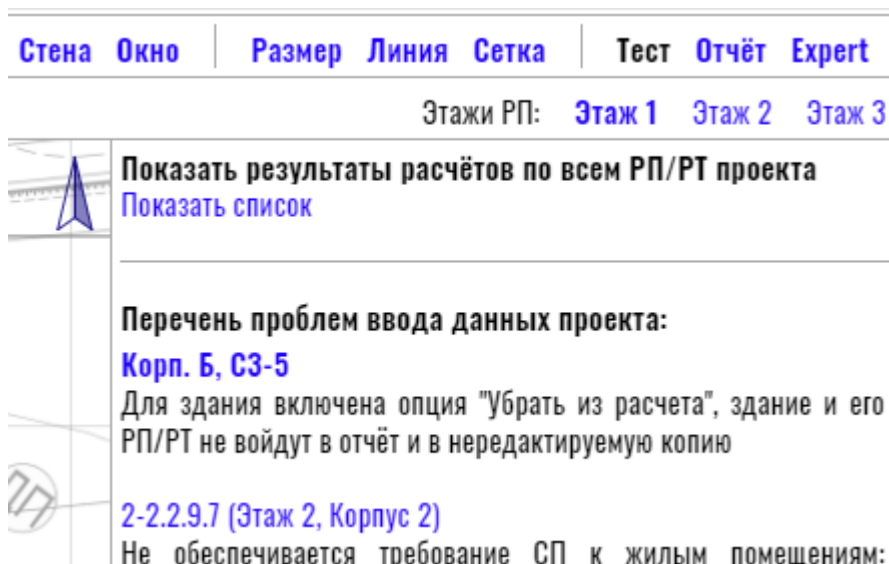 Стена Окно Размер Линия Сетка Тест Отчёт Expert
Этажи РП: Этаж 1 Этаж 2 Этаж 3
Показать результаты расчётов по всем РП/РТ проекта
Показать список
Перечень проблем ввода данных проекта:
Корп. Б, СЗ-5
Для здания включена опция "Убрать из расчета", здание и его
РП/РТ не войдут в отчёт и в нередактируемую копию
2-2.2.9.7 (Этаж 2, Корпус 2)
Не обеспечивается требование СП к жилым помещениям: